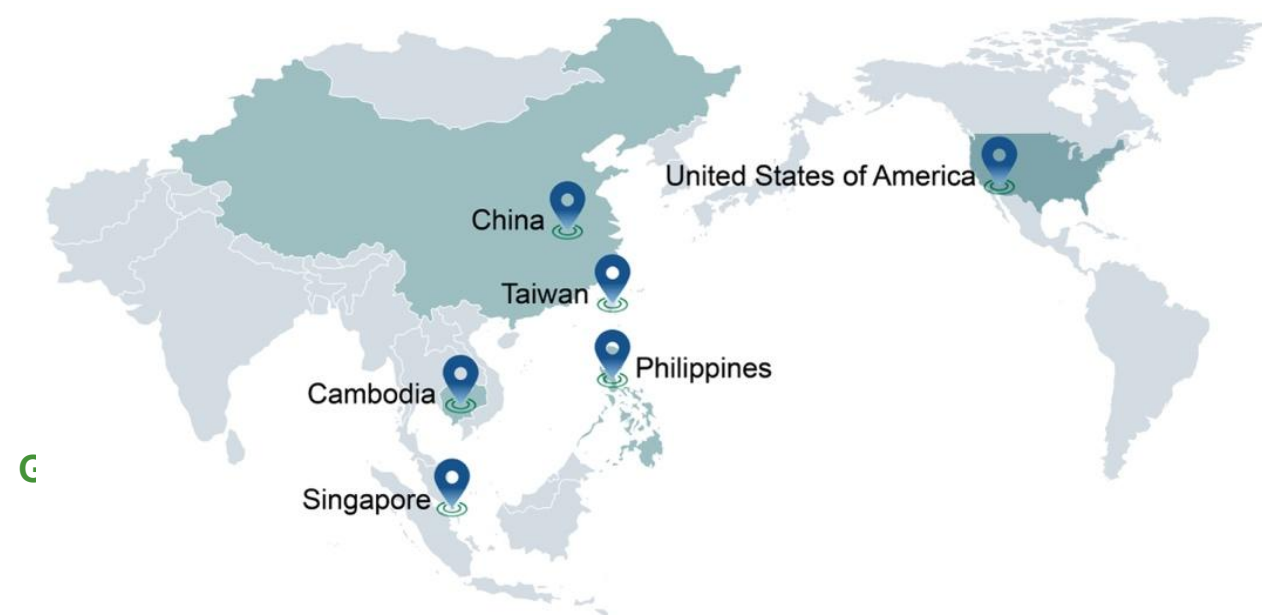 United States of America
China
Taiwan
Philippines
Cambodia
G
Singapore